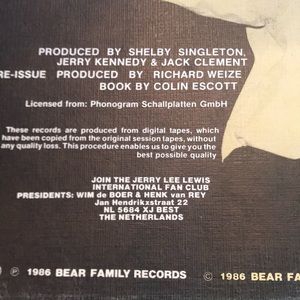 PRODUCED BY SHELBY SINGLETON,
JERRY KENNEDY & JACK CLEMENT
RE-ISSUE PRODUCED BY RICHARD WEIZE
BOOK BY COLIN ESCOTT
Licensed from: Phonogram Schallplatten GmbH
These records are produced from digital tapes, which
have been copied from the original session tapes, without
any quality loss. This procedure enables us to give you the
best possible quality
JOIN THE JERRY LEE LEWIS
INTERNATIONAL FAN CLUB
PRESIDENTS: WIM de BOER & HENK van REY
Jan Hendrikzstraat 22
NL 5684 XJ BEST
THE NETHERLANDS
℗ 1986 BEAR FAMILY RECORDS © 1986 BEAR FA